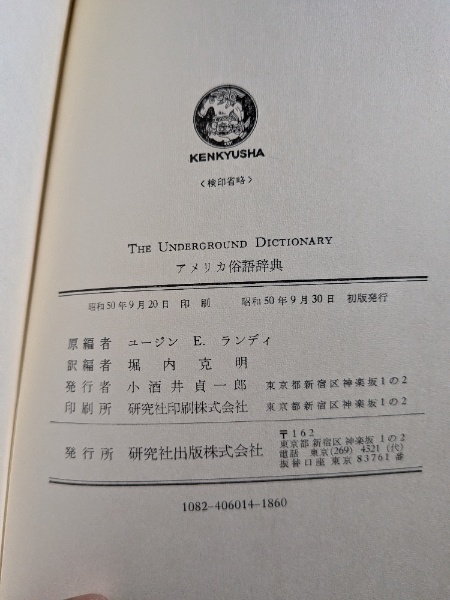 KENKYUSHA
〈検印省略〉
THE UNDERGROUND DICTIONARY
アメリカ俗語辞典
昭和50年9月20日 印刷 昭和50年9月30日 初版発行
原編者 ユージン E. ランディ
訳編者 堀内克明
発行者 小酒井貞一郎 東京都新宿区神楽坂1の2
印刷所 研究社印刷株式会社 東京都新宿区神楽坂1の2
発行所 研究社出版株式会社
〒162
東京都新宿区神楽坂1の2
電話 東京(269)4521(代)
振替口座 東京 83761番
1082-406014-1860